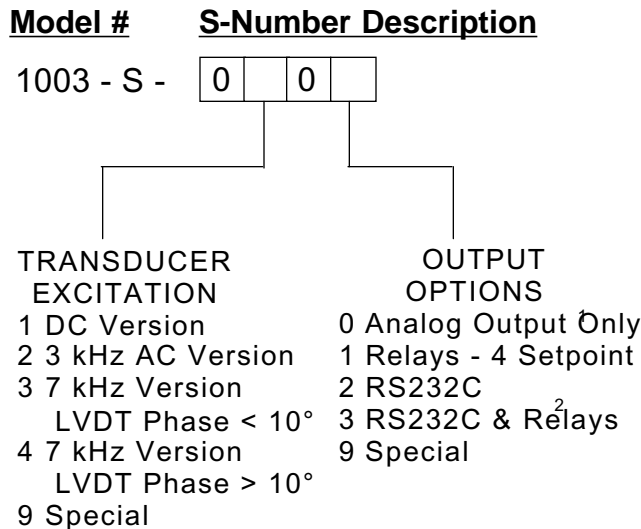 Model # S-Number Description
1003 - S - 0 0
TRANSDUCER
EXCITATION
1 DC Version
2 3 kHz AC Version
3 7 kHz Version
LVDT Phase < 10°
4 7 kHz Version
LVDT Phase > 10°
9 Special
OUTPUT
OPTIONS
0 Analog Output Only 1
1 Relays - 4 Setpoint
2 RS232C
3 RS232C & Relays 2
9 Special